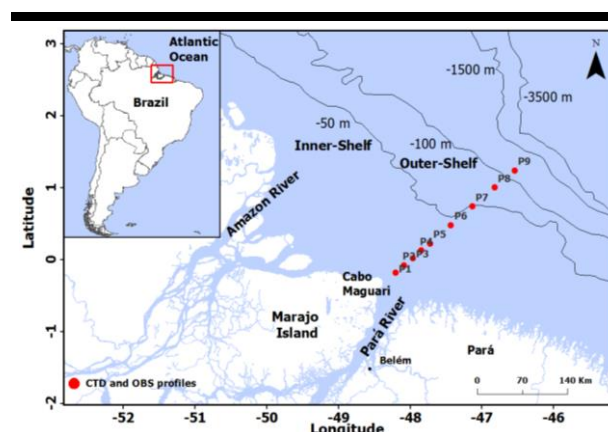 3
2
1
0
-1
-2
Latitude
-52
-51
-50
-49
-48
-47
-46
Longitude
Atlantic
Ocean
Brazil
N
-1500 m
-3500 m
-50 m
-100 m
Inner-Shelf
Outer-Shelf
P9
P8
P7
P6
P5
P4
P3
P2
P1
Amazon River
Cabo
Maguari
Marajo
Island
Pará River
Belém
Pará
CTD and OBS profiles
0 70 140 Km